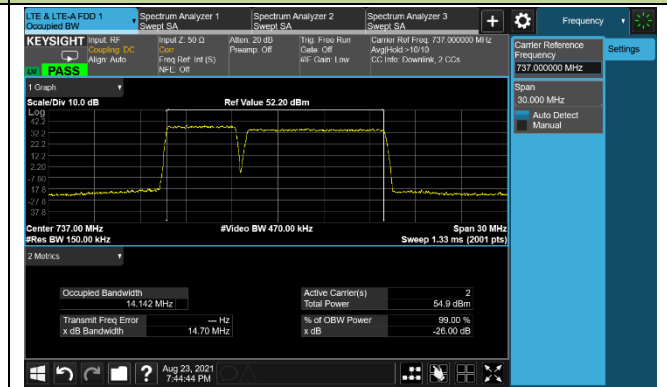 LTE & LTE-A FDD 1
Occupied BW
Spectrum Analyzer 1
Swept SA
Spectrum Analyzer 2
Swept SA
Spectrum Analyzer 3
Swept SA
Frequency
KEYSIGHT
Input: RF
Coupling: DC
Align: Auto
Input Z: 50 Ω
Corr
Freq Ref: Int (S)
NFE: Off
Atten: 20 dB
Preamp: Off
Trig: Free Run
Gate: Off
#IF Gain: Low
Carrier Ref Freq: 737.000000 MHz
Avg|Hold:>10/10
CC Info: Downlink, 2 CCs
PASS
Carrier Reference
Frequency
737.000000 MHz
Settings
Span
30.000 MHz
Auto Detect
Manual
1 Graph
Scale/Div 10.0 dB
Ref Value 52.20 dBm
Log
42.2
32.2
22.2
12.2
2.20
-7.80
-17.8
-27.8
-37.8
Center 737.00 MHz
#Video BW 470.00 kHz
Span 30 MHz
#Res BW 150.00 kHz
Sweep 1.33 ms (2001 pts)
2 Metrics
Occupied Bandwidth
14.142 MHz
Active Carrier(s)
2
Total Power
54.9 dBm
Transmit Freq Error
--- Hz
% of OBW Power
99.00 %
x dB Bandwidth
14.70 MHz
x dB
-26.00 dB
Aug 23, 2021
7:44:44 PM